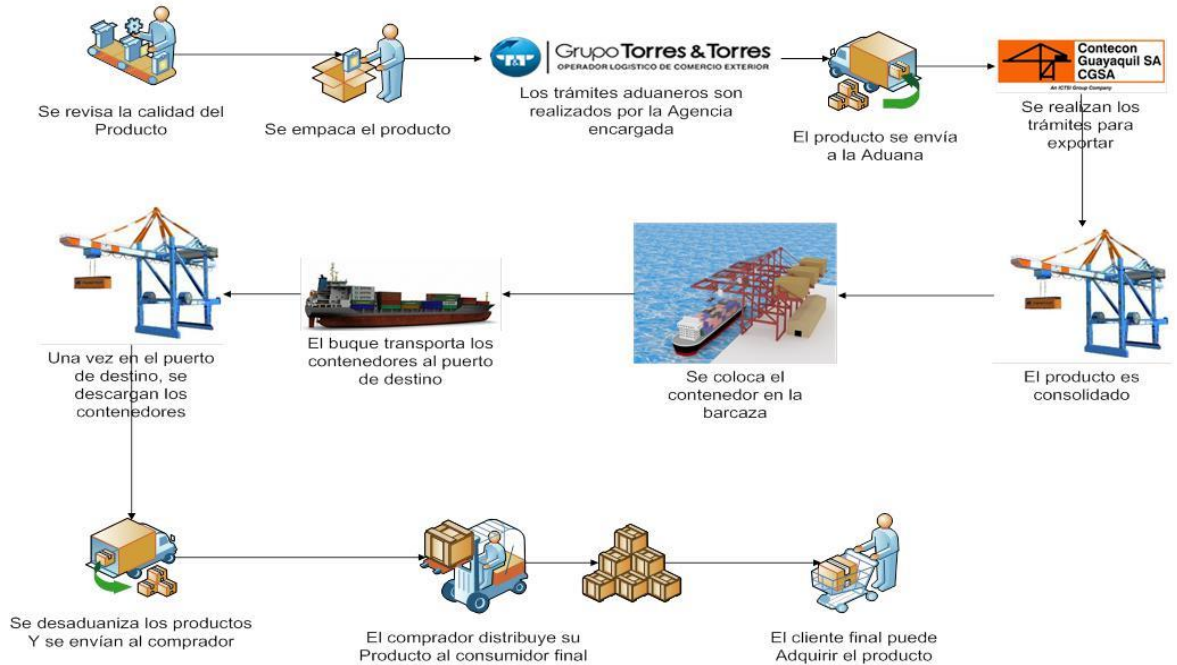 Grupo Torres & Torres
OPERADOR LOGISTICO DE COMERCIO EXTERIOR
Contecon
Guayaquil SA
CGSA
An ICTSI Group Company
Se revisa la calidad del
Producto
Se empaca el producto
Los trámites aduaneros son
realizados por la Agencia
encargada
El producto se envía
a la Aduana
Se realizan los
trámites para
exportar
Una vez en el puerto
de destino, se
descargan los
contenedores
El buque transporta los
contenedores al puerto
de destino
Se coloca el
contenedor en la
barcaza
El producto es
consolidado
Se desaduaniza los productos
Y se envían al comprador
El comprador distribuye su
Producto al consumidor final
El cliente final puede
Adquirir el producto